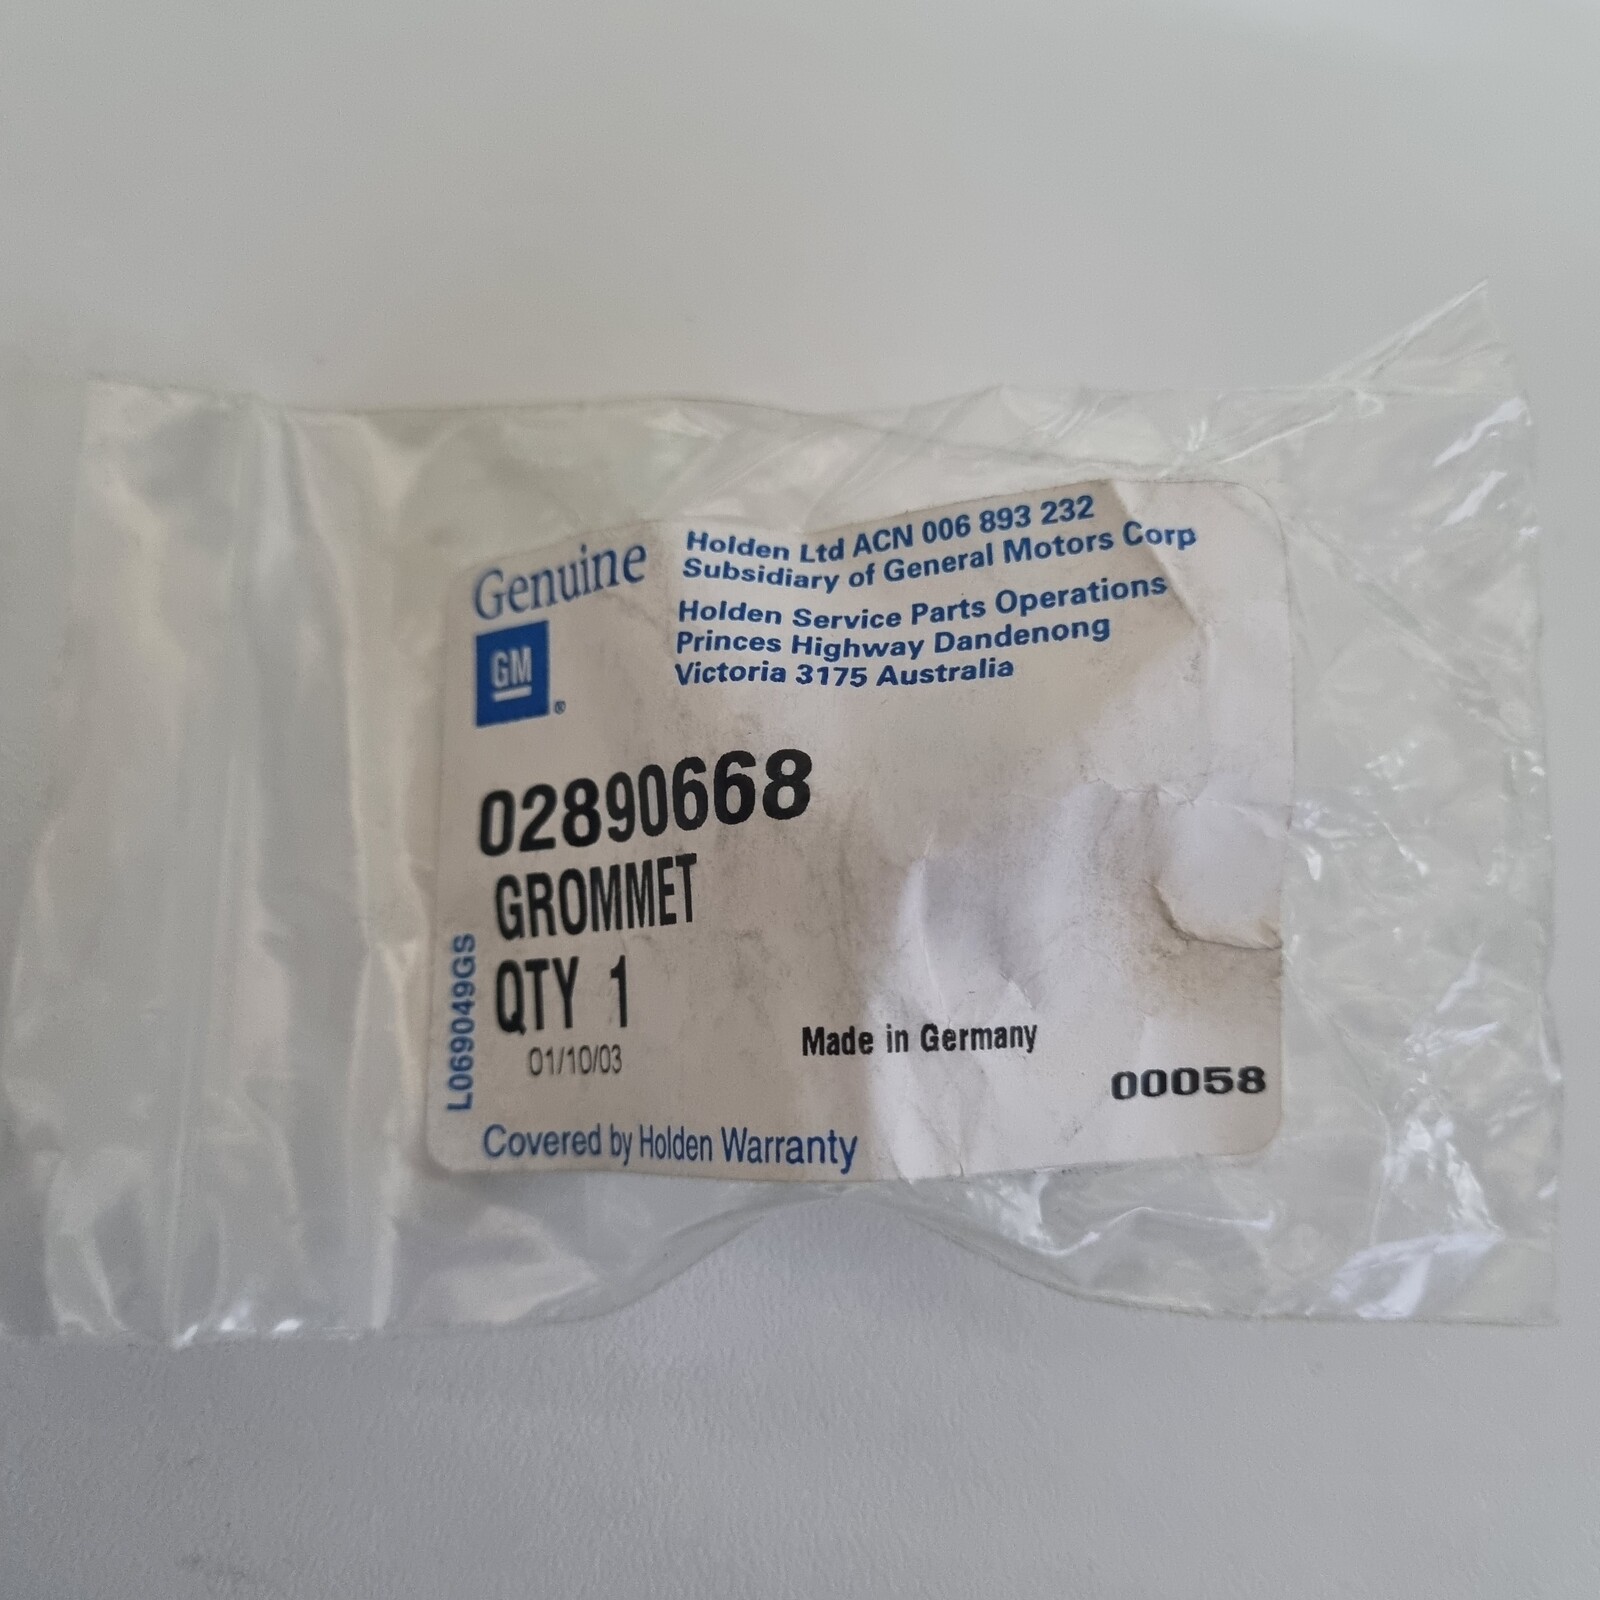 Genuine
GM
®
Holden Ltd ACN 006 893 232
Subsidiary of General Motors Corp
Holden Service Parts Operations
Princes Highway Dandenong
Victoria 3175 Australia
02890668
GROMMET
QTY 1
01/10/03
L069049GS
Made in Germany
00058
Covered by Holden Warranty